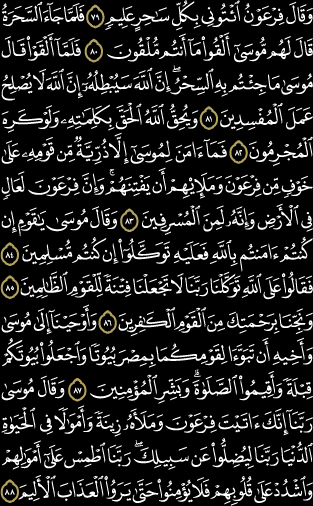 وَقَالَ فِرْعَوْنُ ٱئْتُونِى بِكُلِّ سَٰحِرٍ عَلِيمٍ ٧٩ فَلَمَّا جَآءَ ٱلسَّحَرَةُ
قَالَ لَهُم مُّوسَىٰٓ أَلْقُوا۟ مَآ أَنتُم مُّلْقُونَ ٨٠ فَلَمَّآ أَلْقَوْا۟ قَالَ
مُوسَىٰ مَا جِئْتُم بِهِ ٱلسِّحْرُ ۖ إِنَّ ٱللَّهَ سَيُبْطِلُهُۥٓ ۖ إِنَّ ٱللَّهَ لَا يُصْلِحُ
عَمَلَ ٱلْمُفْسِدِينَ ٨١ وَيُحِقُّ ٱللَّهُ ٱلْحَقَّ بِكَلِمَٰتِهِۦ وَلَوْ كَرِهَ
ٱلْمُجْرِمُونَ ٨٢ فَمَآ ءَامَنَ لِمُوسَىٰٓ إِلَّا ذُرِّيَّةٌ مِّن قَوْمِهِۦ عَلَىٰ
خَوْفٍ مِّن فِرْعَوْنَ وَمَلَإِي۟هِمْ أَن يَفْتِنَهُمْ ۚ وَإِنَّ فِرْعَوْنَ لَعَالٍ
فِى ٱلْأَرْضِ وَإِنَّهُۥ لَمِنَ ٱلْمُسْرِفِينَ ٨٣ وَقَالَ مُوسَىٰ يَٰقَوْمِ إِن
كُنتُمْ ءَامَنتُم بِٱللَّهِ فَعَلَيْهِ تَوَكَّلُوٓا۟ إِن كُنتُم مُّسْلِمِينَ ٨٤
فَقَالُوا۟ عَلَى ٱللَّهِ تَوَكَّلْنَا رَبَّنَا لَا تَجْعَلْنَا فِتْنَةً لِّلْقَوْمِ ٱلظَّٰلِمِينَ ٨٥
وَنَجِّنَا بِرَحْمَتِكَ مِنَ ٱلْقَوْمِ ٱلْكَٰفِرِينَ ٨٦ وَأَوْحَيْنَآ إِلَىٰ مُوسَىٰ
وَأَخِيهِ أَن تَبَوَّءَا لِقَوْمِكُمَا بِمِصْرَ بُيُوتًا وَٱجْعَلُوا۟ بُيُوتَكُمْ
قِبْلَةً وَأَقِيمُوا۟ ٱلصَّلَوٰةَ ۗ وَبَشِّرِ ٱلْمُؤْمِنِينَ ٨٧ وَقَالَ مُوسَىٰ
رَبَّنَآ إِنَّكَ ءَاتَيْتَ فِرْعَوْنَ وَمَلَأَهُۥ زِينَةً وَأَمْوَٰلًا فِى ٱلْحَيَوٰةِ
ٱلدُّنْيَا رَبَّنَا لِيُضِلُّوا۟ عَن سَبِيلِكَ ۖ رَبَّنَا ٱطْمِسْ عَلَىٰٓ أَمْوَٰلِهِمْ
وَٱشْدُدْ عَلَىٰ قُلُوبِهِمْ فَلَا يُؤْمِنُوا۟ حَتَّىٰ يَرَوُا۟ ٱلْعَذَابَ ٱلْأَلِيمَ ٨٨